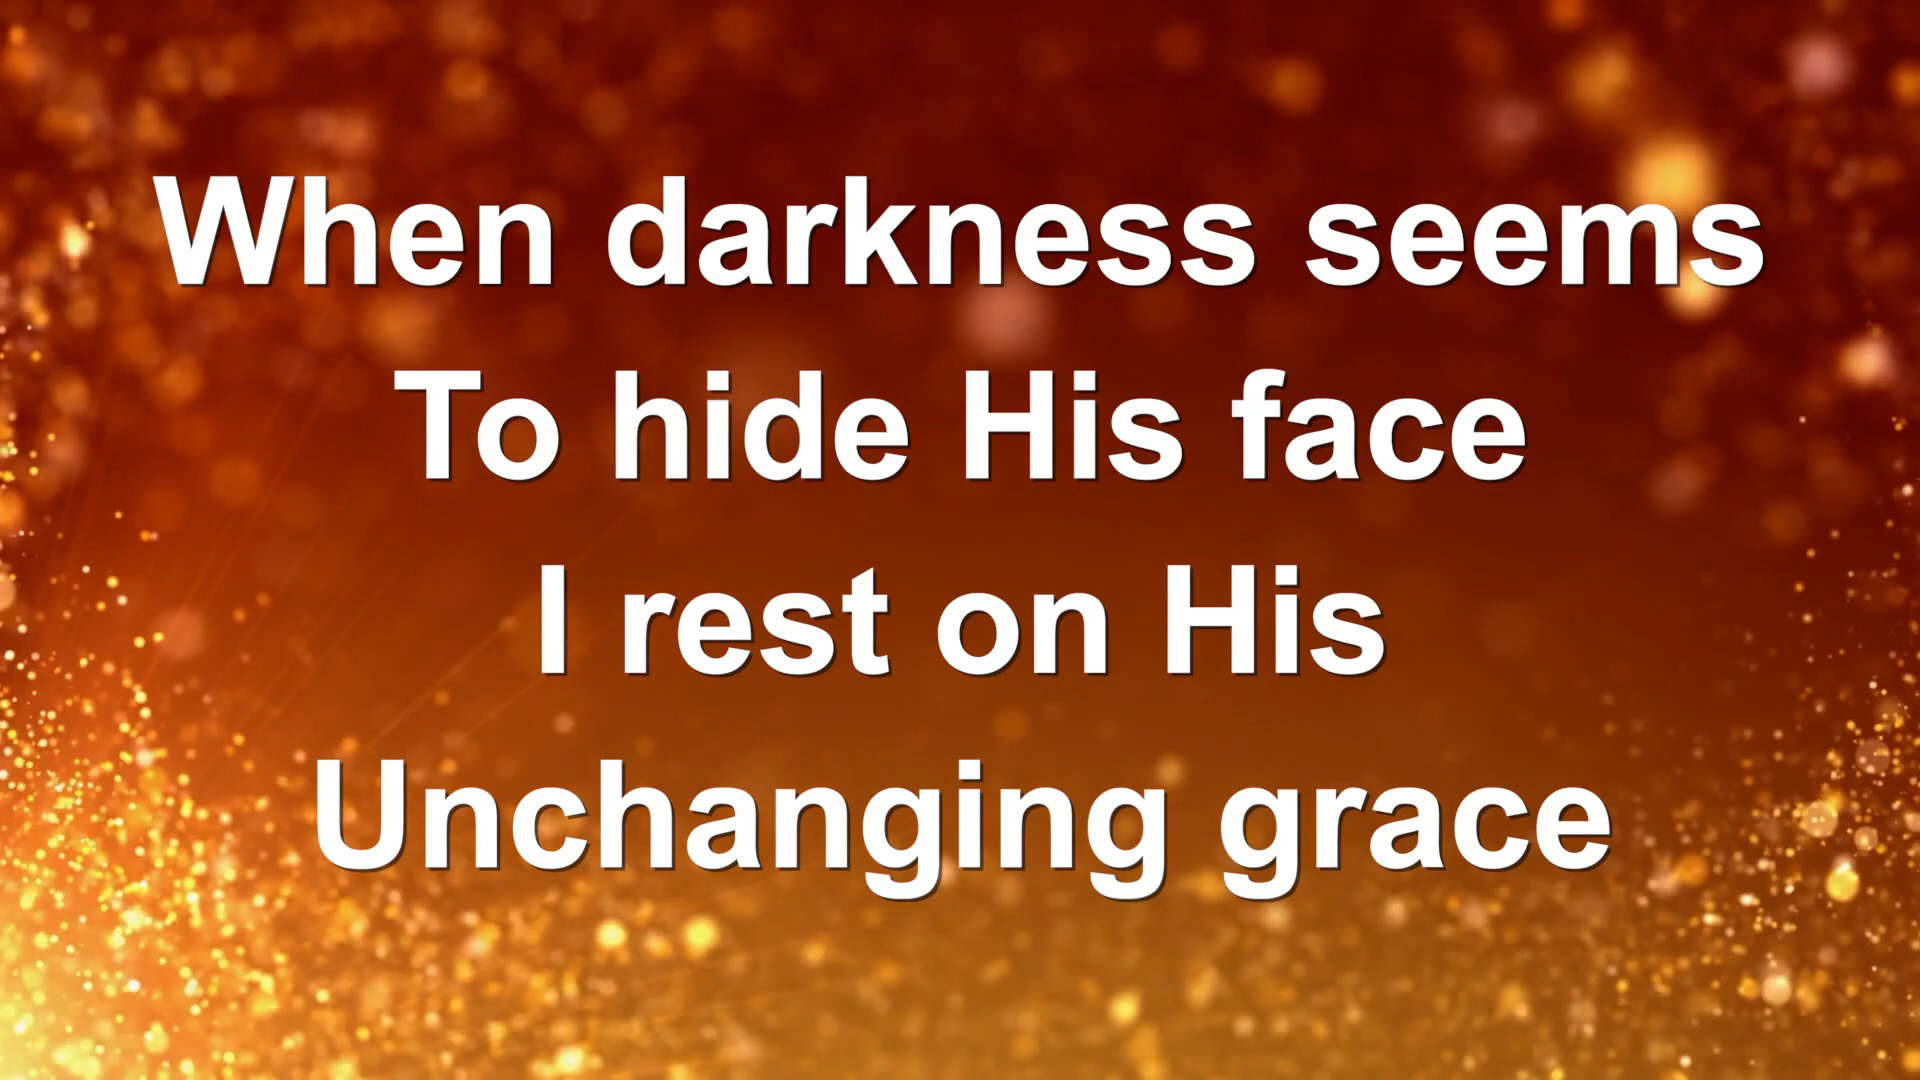 When darkness seems
To hide His face
I rest on His
Unchanging grace